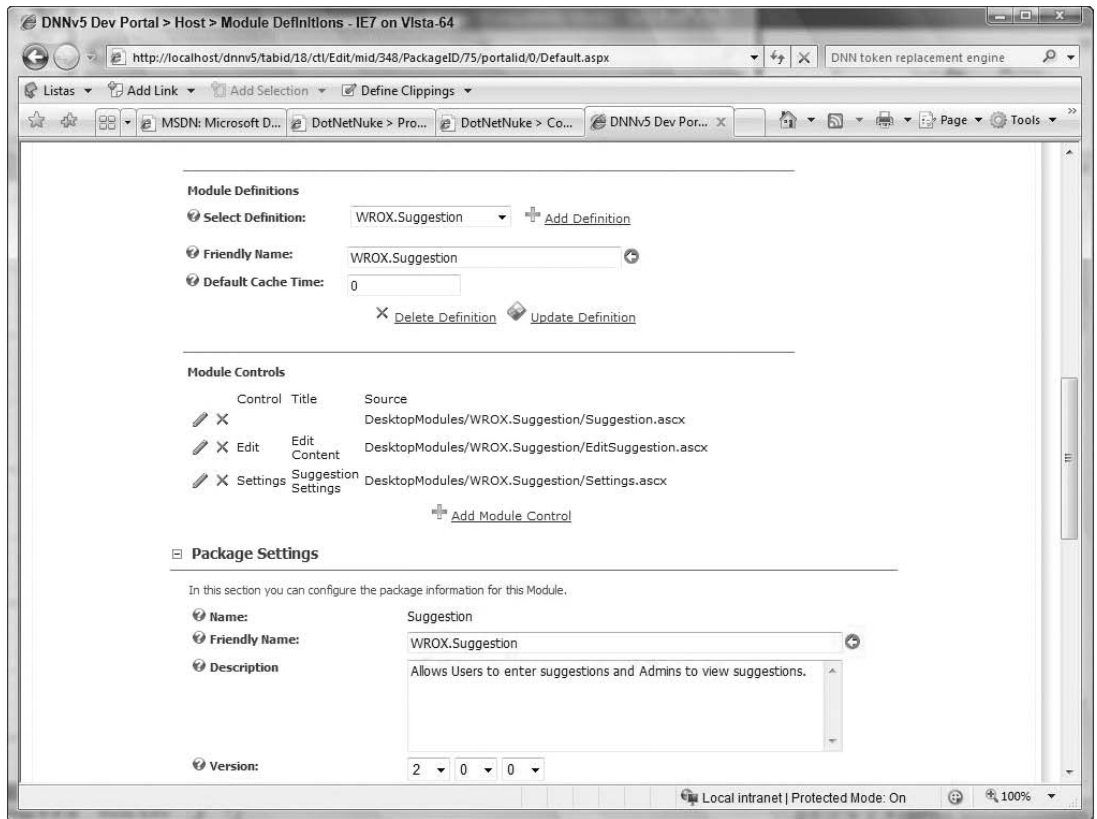 DNNv5 Dev Portal > Host > Module Definitions - IE7 on Vista-64
http://localhost/dnnv5/tabid/18/ctl/Edit/mid/348/PackageID/75/portalid/0/Default.aspx DNN token replacement engine
Listas Add Link Add Selection Define Clippings
MSDN: Microsoft D... DotNetNuke > Pro... DotNetNuke > Co... DNNv5 Dev Por... Page Tools
Module Definitions
Select Definition: WROX.Suggestion Add Definition
Friendly Name: WROX.Suggestion
Default Cache Time: 0
Delete Definition Update Definition
Module Controls
Control Title Source
DesktopModules/WROX.Suggestion/Suggestion.ascx
Edit Edit Content DesktopModules/WROX.Suggestion/EditSuggestion.ascx
Settings Suggestion Settings DesktopModules/WROX.Suggestion/Settings.ascx
Add Module Control
Package Settings
In this section you can configure the package information for this Module.
Name: Suggestion
Friendly Name: WROX.Suggestion
Description Allows Users to enter suggestions and Admins to view suggestions.
Version: 2 0 0
Local intranet | Protected Mode: On 100%